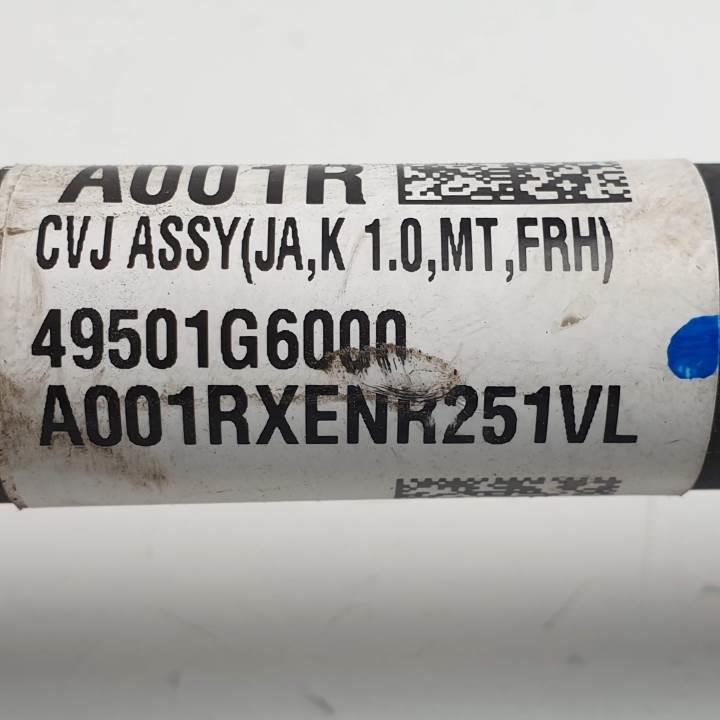 A001R
CVJ ASSY(JA,K 1.0,MT,FRH)
49501G6000
A001RXENR251VL